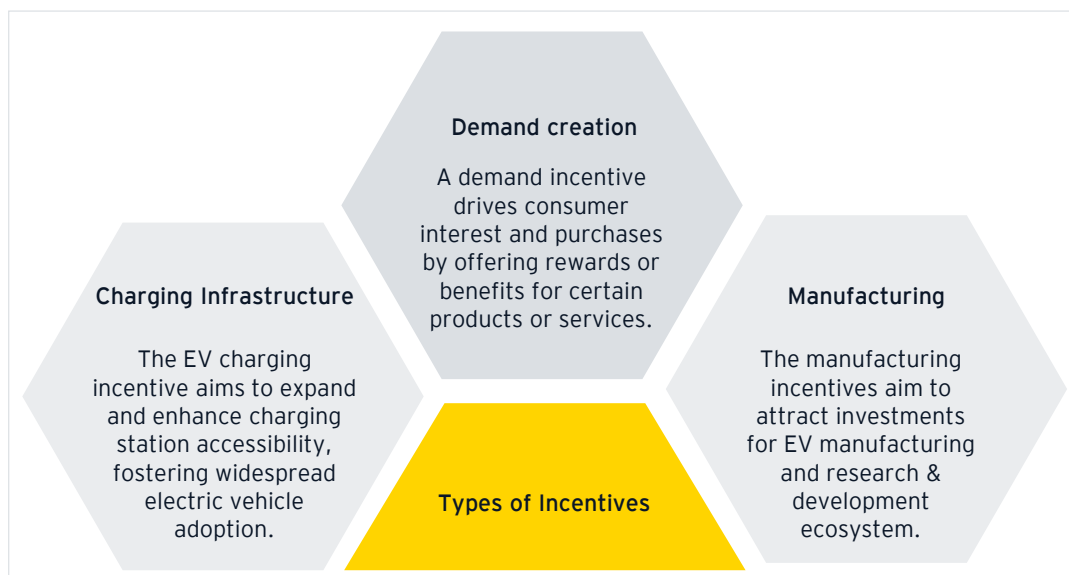 Demand creation
A demand incentive
drives consumer
interest and purchases
by offering rewards or
benefits for certain
products or services.
Charging Infrastructure
The EV charging
incentive aims to expand
and enhance charging
station accessibility,
fostering widespread
electric vehicle
adoption.
Manufacturing
The manufacturing
incentives aim to
attract investments
for EV manufacturing
and research &
development
ecosystem.
Types of Incentives